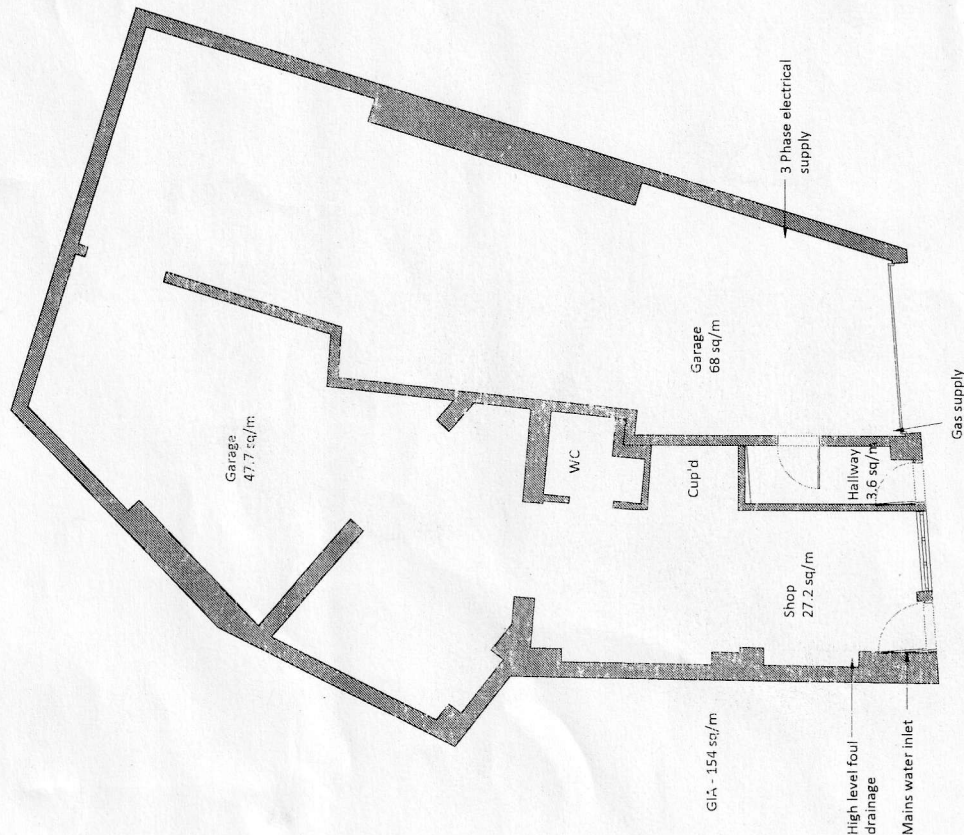 3 Phase electrical
supply
Garage
47.7 sq/m
Garage
68 sq/m
WC
Cup'd
Hallway
3.6 sq/m
Gas supply
Shop
27.2 sq/m
GIA - 154 sq/m
High level foul
drainage
Mains water inlet